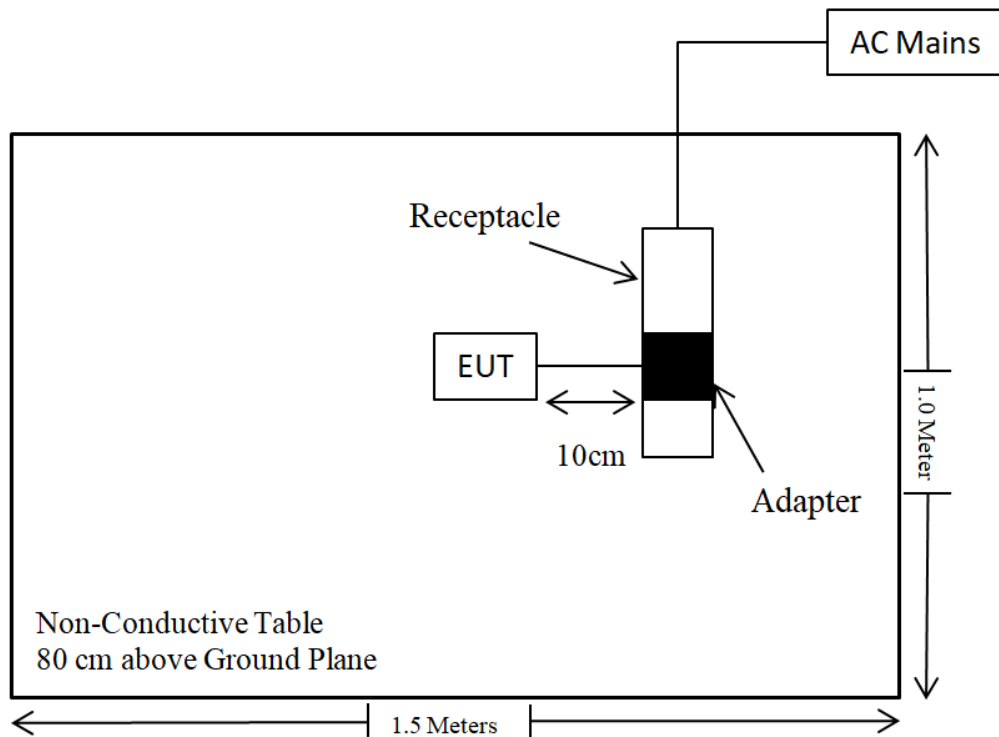 AC Mains
Receptacle
EUT
10cm
Adapter
1.0 Meter
Non-Conductive Table
80 cm above Ground Plane
1.5 Meters